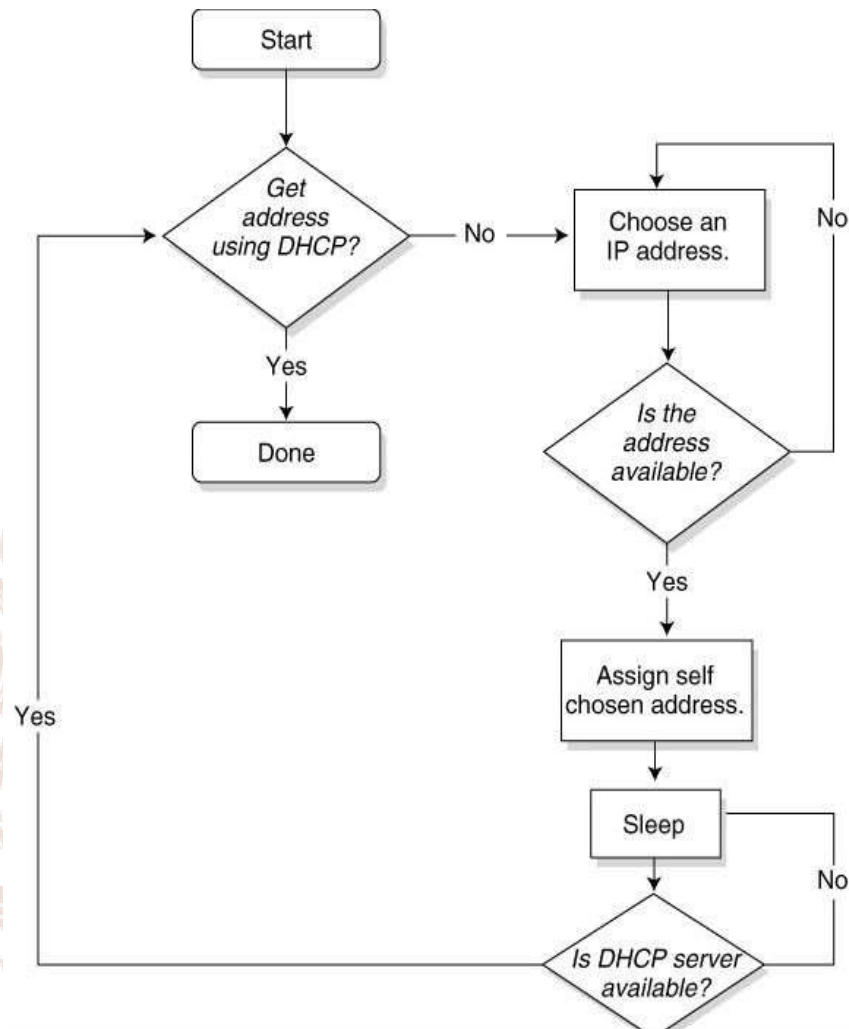 Start
Get
address
using DHCP?
No
Choose an
IP address.
No
Yes
Is the
address
available?
Done
Yes
Assign self
chosen address.
Yes
Sleep
No
Is DHCP server
available?